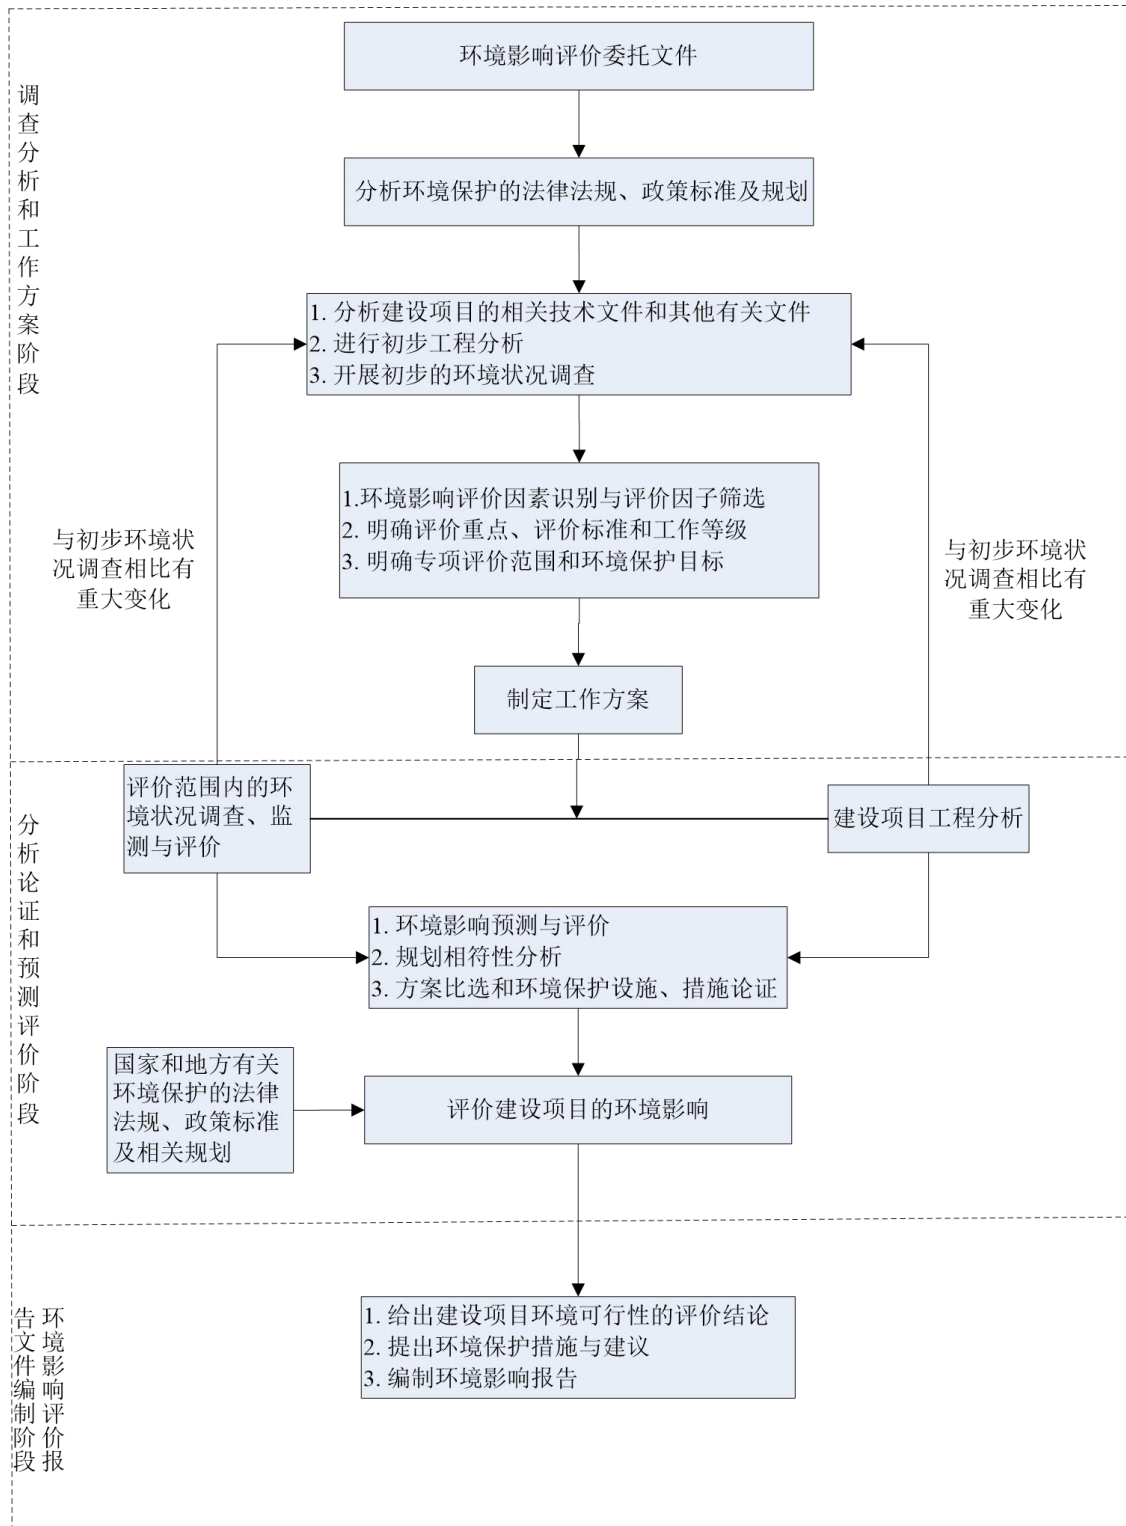 调查分析和工作方案阶段
环境影响评价委托文件
分析环境保护的法律法规、政策标准及规划
1. 分析建设项目的相关技术文件和其他有关文件
2. 进行初步工程分析
3. 开展初步的环境状况调查
1.环境影响评价因素识别与评价因子筛选
2. 明确评价重点、评价标准和工作等级
3. 明确专项评价范围和环境保护目标
与初步环境状
况调查相比有
重大变化
与初步环境状
况调查相比有
重大变化
制定工作方案
分析论证和预测评价阶段
评价范围内的环
境状况调查、监
测与评价
建设项目工程分析
1. 环境影响预测与评价
2. 规划相符性分析
3. 方案比选和环境保护设施、措施论证
国家和地方有关
环境保护的法律
法规、政策标准
及相关规划
评价建设项目的环境影响
环境影响评价报
告文件编制阶段
1. 给出建设项目环境可行性的评价结论
2. 提出环境保护措施与建议
3. 编制环境影响报告